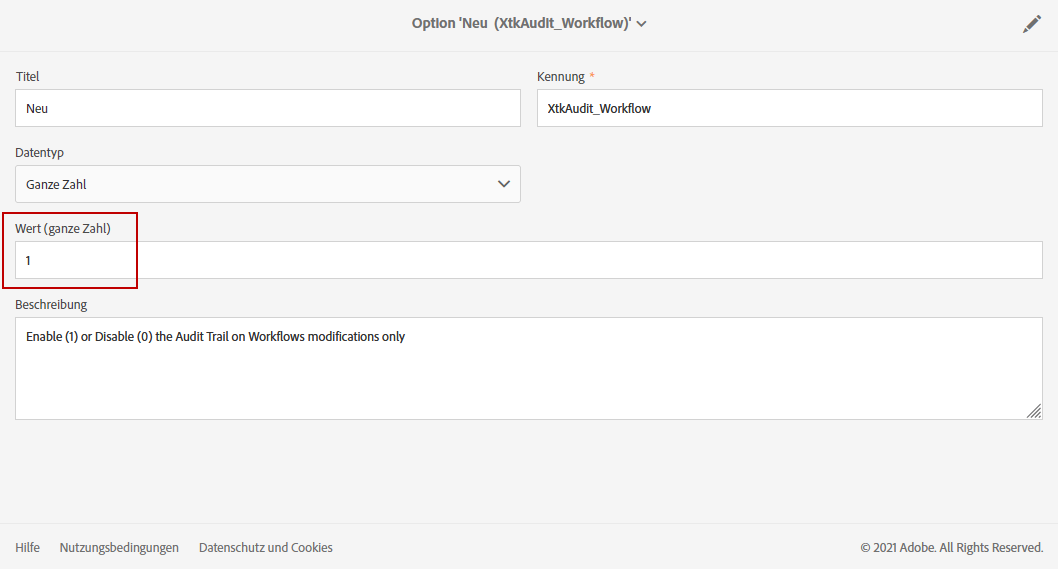 Option 'Neu (XtkAudit_Workflow)'
Titel
Kennung *
Neu
XtkAudit_Workflow
Datentyp
Ganze Zahl
Wert (ganze Zahl)
1
Beschreibung
Enable (1) or Disable (0) the Audit Trail on Workflows modifications only
Hilfe Nutzungsbedingungen Datenschutz und Cookies © 2021 Adobe. All Rights Reserved.